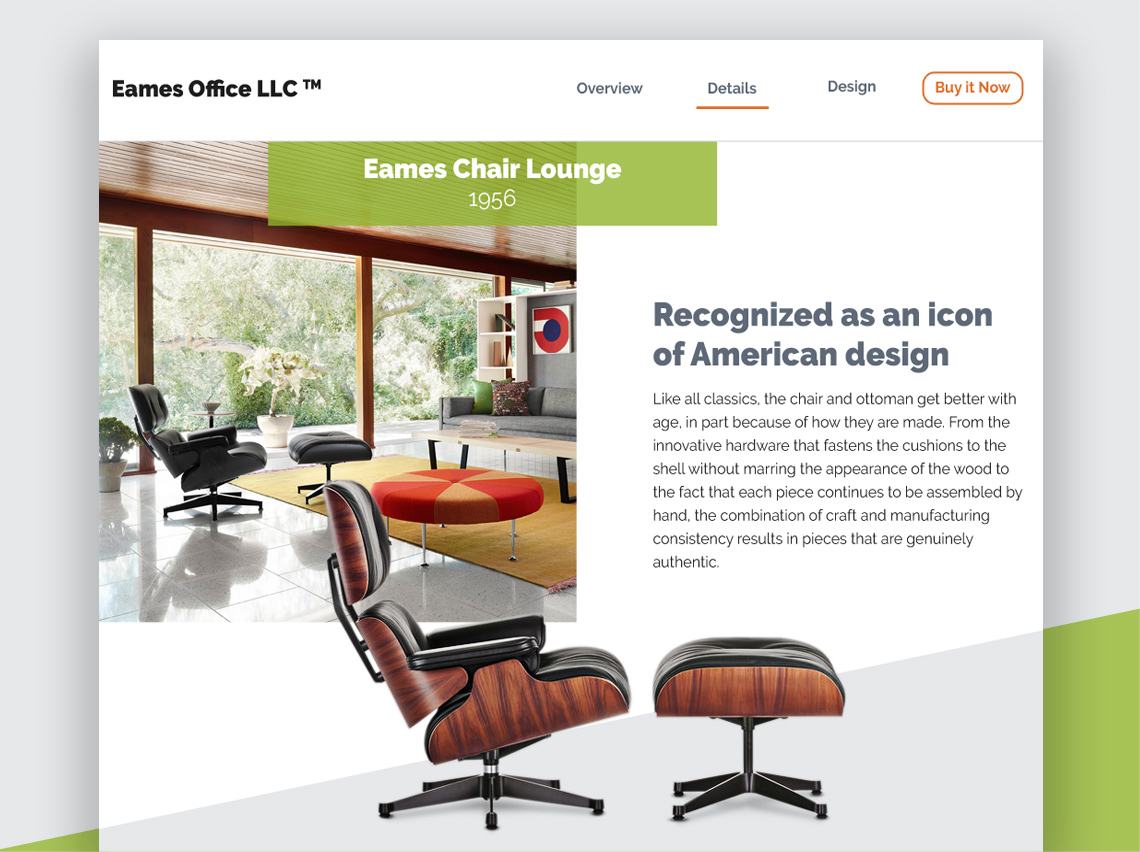 Eames Office LLC ™
Overview
Details
Design
Buy it Now
Eames Chair Lounge
1956
Recognized as an icon
of American design
Like all classics, the chair and ottoman get better with
age, in part because of how they are made. From the
innovative hardware that fastens the cushions to the
shell without marring the appearance of the wood to
the fact that each piece continues to be assembled by
hand, the combination of craft and manufacturing
consistency results in pieces that are genuinely
authentic.